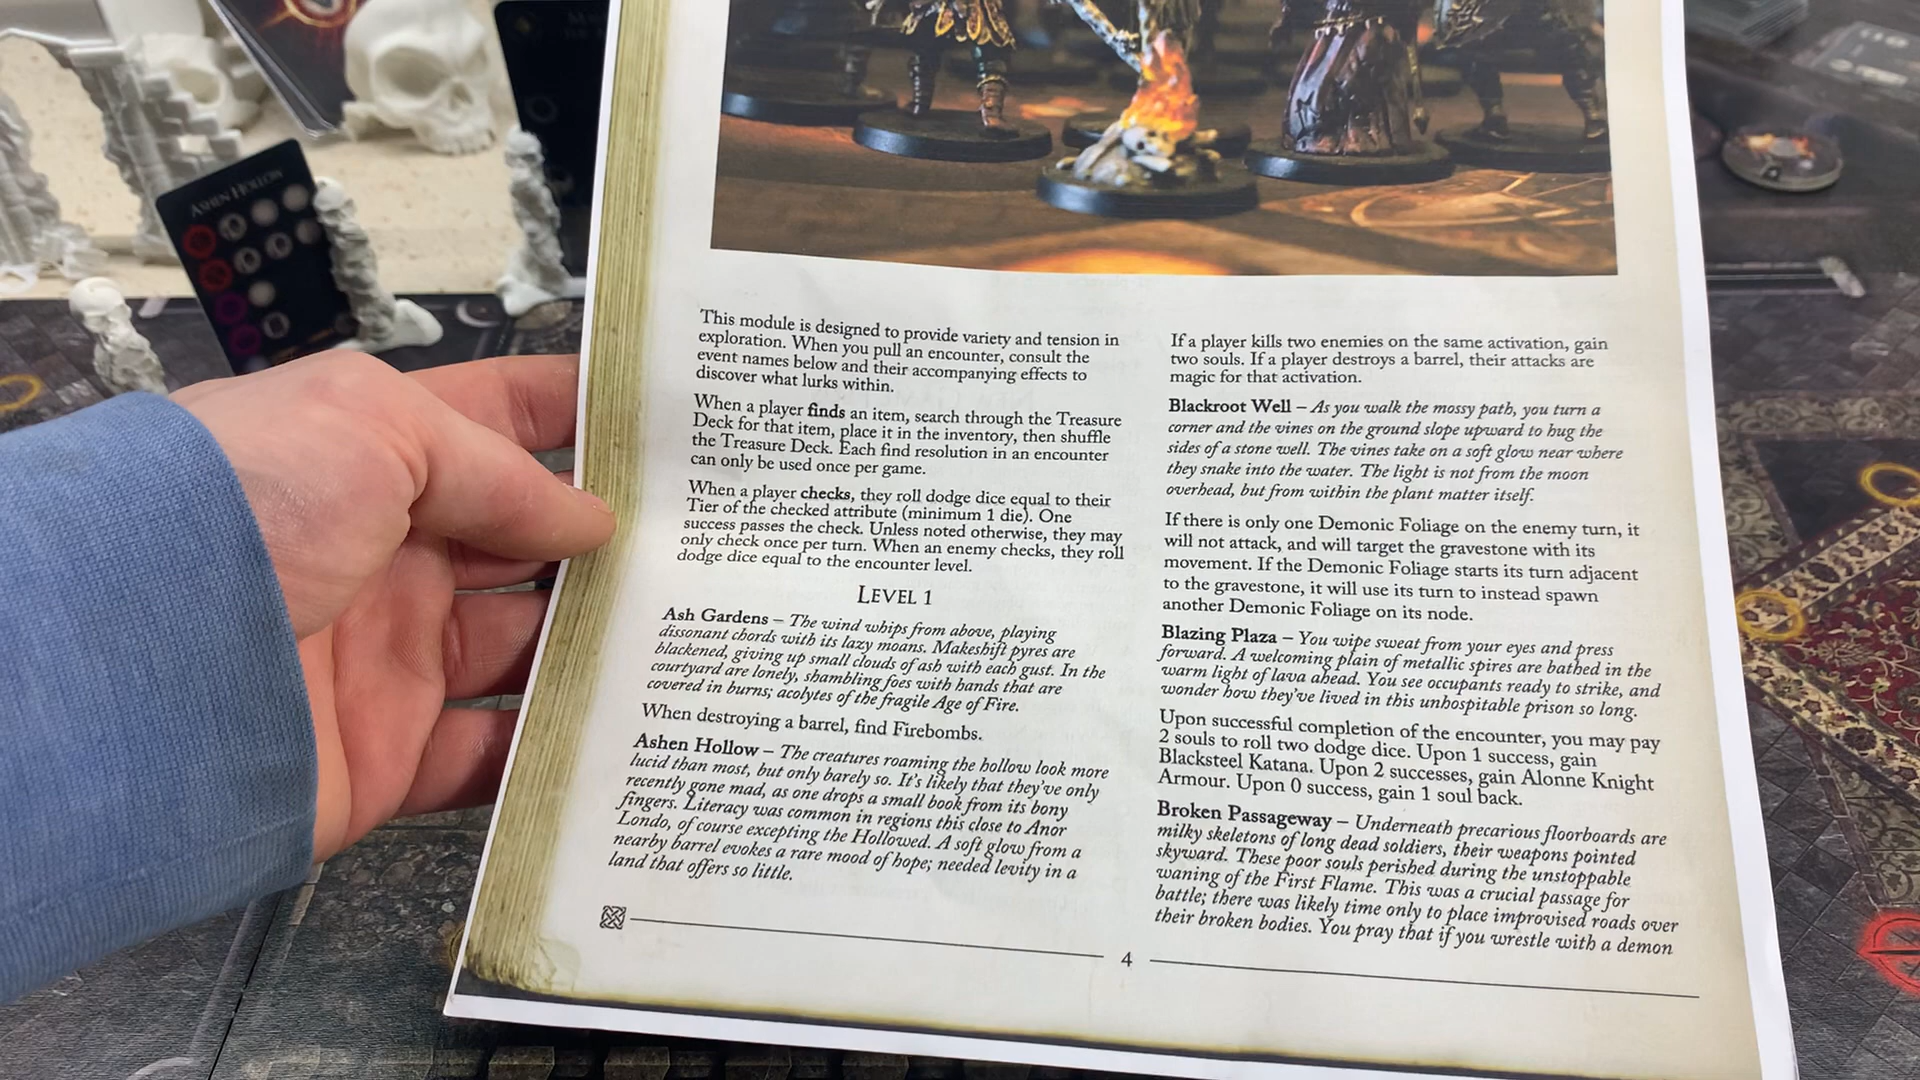 ASHEN HOLLOW
This module is designed to provide variety and tension in
exploration. When you pull an encounter, consult the
event names below and their accompanying effects to
discover what lurks within.
When a player finds an item, search through the Treasure
Deck for that item, place it in the inventory, then shuffle
the Treasure Deck. Each find resolution in an encounter
can only be used once per game.
When a player checks, they roll dodge dice equal to their
Tier of the checked attribute (minimum 1 die). One
success passes the check. Unless noted otherwise, they may
only check once per turn. When an enemy checks, they roll
dodge dice equal to the encounter level.
LEVEL 1
Ash Gardens – The wind whips from above, playing
dissonant chords with its lazy moans. Makeshift pyres are
blackened, giving up small clouds of ash with each gust. In the
courtyard are lonely, shambling foes with hands that are
covered in burns; acolytes of the fragile Age of Fire.
When destroying a barrel, find Firebombs.
Ashen Hollow – The creatures roaming the hollow look more
lucid than most, but only barely so. It's likely that they've only
recently gone mad, as one drops a small book from its bony
fingers. Literacy was common in regions this close to Anor
Londo, of course excepting the Hollowed. A soft glow from a
nearby barrel evokes a rare mood of hope; needed levity in a
land that offers so little.
If a player kills two enemies on the same activation, gain
two souls. If a player destroys a barrel, their attacks are
magic for that activation.
Blackroot Well – As you walk the mossy path, you turn a
corner and the vines on the ground slope upward to hug the
sides of a stone well. The vines take on a soft glow near where
they snake into the water. The light is not from the moon
overhead, but from within the plant matter itself.
If there is only one Demonic Foliage on the enemy turn, it
will not attack, and will target the gravestone with its
movement. If the Demonic Foliage starts its turn adjacent
to the gravestone, it will use its turn to instead spawn
another Demonic Foliage on its node.
Blazing Plaza – You wipe sweat from your eyes and press
forward. A welcoming plain of metallic spires are bathed in the
warm light of lava ahead. You see occupants ready to strike, and
wonder how they've lived in this unhospitable prison so long.
Upon successful completion of the encounter, you may pay
2 souls to roll two dodge dice. Upon 1 success, gain
Blacksteel Katana. Upon 2 successes, gain Alonne Knight
Armour. Upon 0 success, gain 1 soul back.
Broken Passageway – Underneath precarious floorboards are
milky skeletons of long dead soldiers, their weapons pointed
skyward. These poor souls perished during the unstoppable
waning of the First Flame. This was a crucial passage for
battle; there was likely time only to place improvised roads over
their broken bodies. You pray that if you wrestle with a demon
4